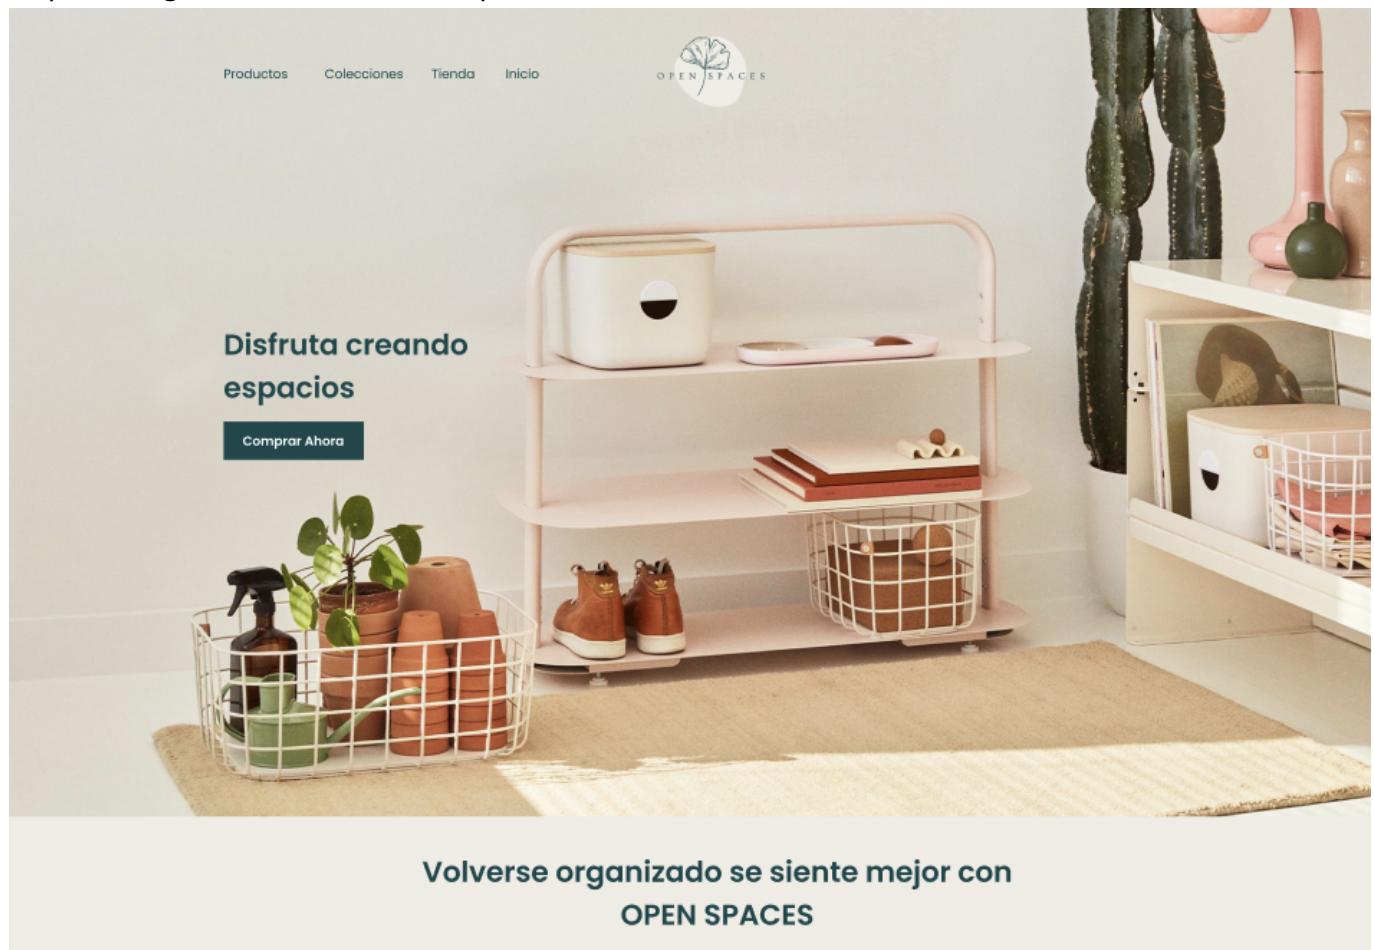 Productos Colecciones Tienda Inicio
OPEN SPACES
Disfruta creando
espacios
Comprar Ahora
Volverse organizado se siente mejor con
OPEN SPACES